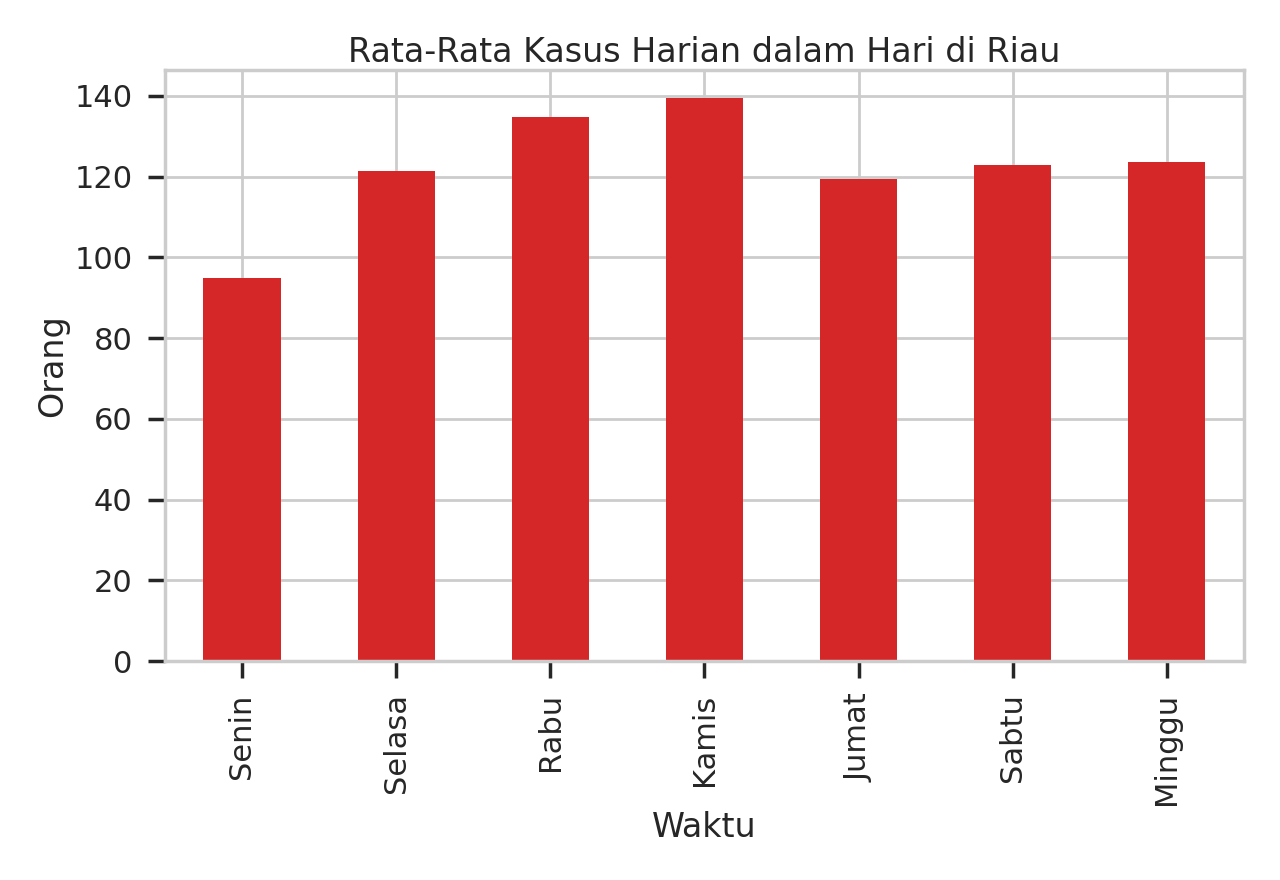 Rata-Rata Kasus Harian dalam Hari di Riau
140
120
100
80
60
40
20
0
Orang
Senin
Selasa
Rabu
Kamis
Jumat
Sabtu
Minggu
Waktu